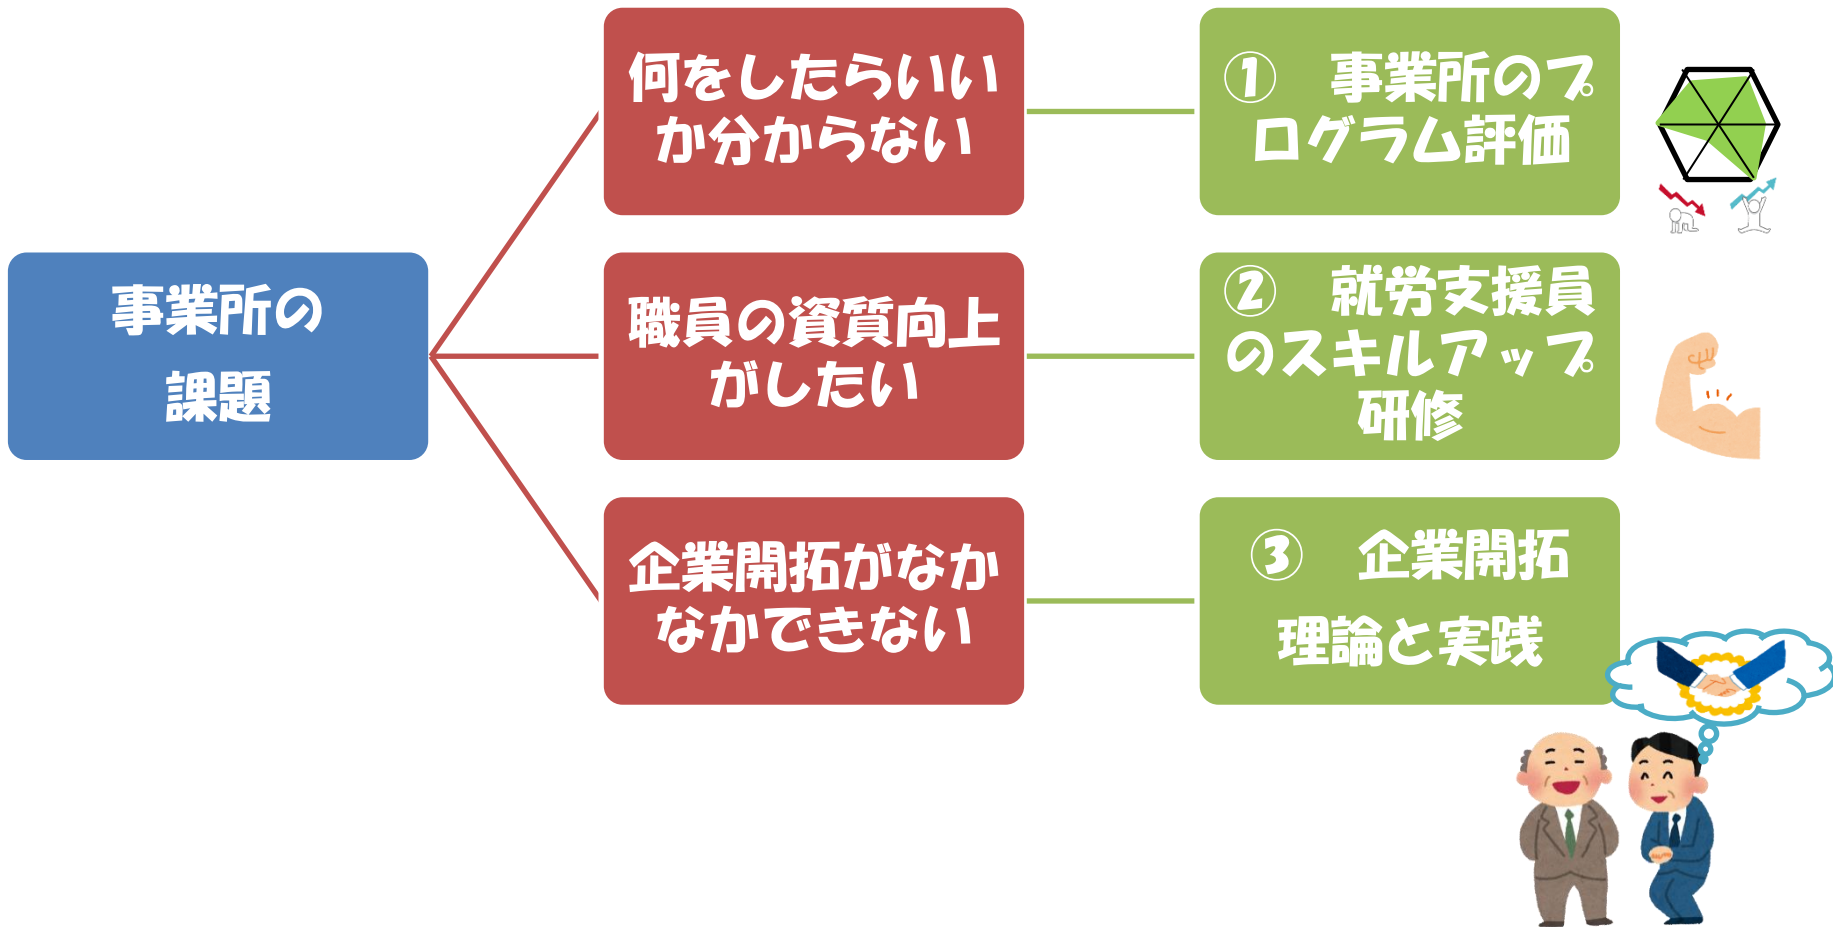 事業所の
課題
何をしたらいい
か分からない
① 事業所のプ
ログラム評価
職員の資質向上
がしたい
② 就労支援員
のスキルアップ
研修
企業開拓がなか
なかできない
③ 企業開拓
理論と実践